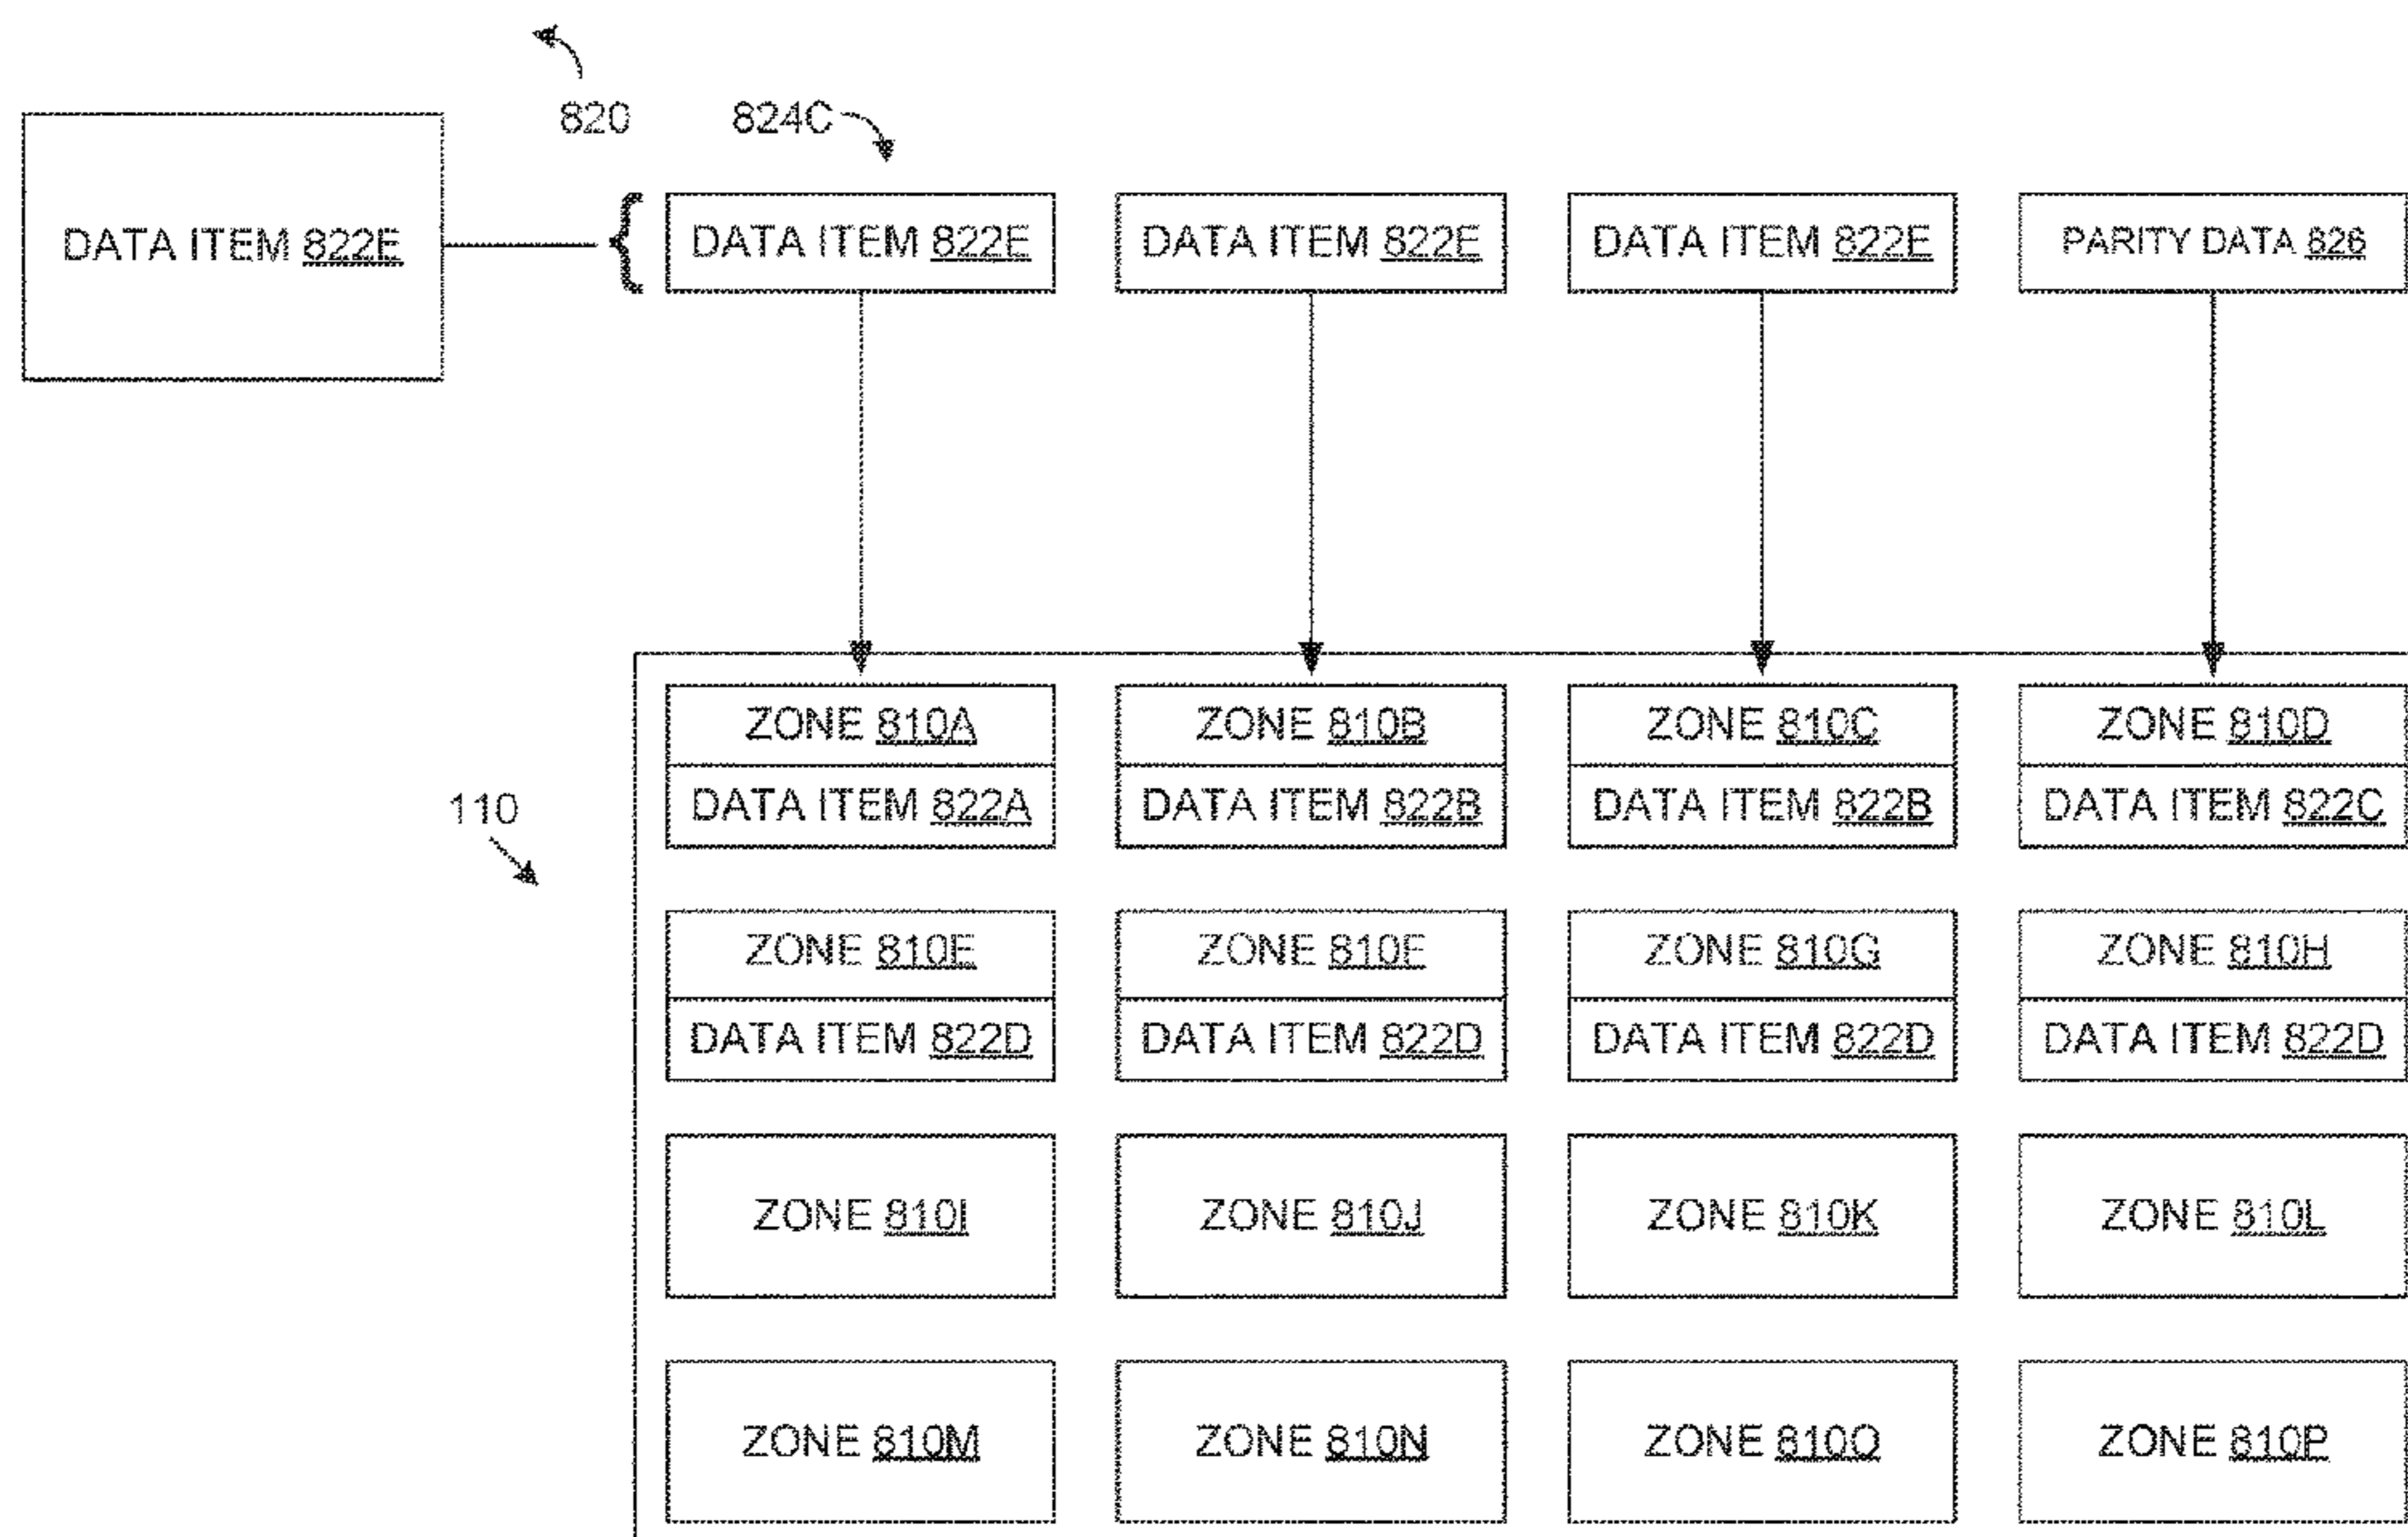 820
824C
DATA ITEM 822E
DATA ITEM 822E
DATA ITEM 822E
DATA ITEM 822E
PARITY DATA 826
ZONE 810A
ZONE 810B
ZONE 810C
ZONE 810D
110
DATA ITEM 822A
DATA ITEM 822B
DATA ITEM 822B
DATA ITEM 822C
ZONE 810E
ZONE 810F
ZONE 810G
ZONE 810H
DATA ITEM 822D
DATA ITEM 822D
DATA ITEM 822D
DATA ITEM 822D
ZONE 810I
ZONE 810J
ZONE 810K
ZONE 810L
ZONE 810M
ZONE 810N
ZONE 810O
ZONE 810P